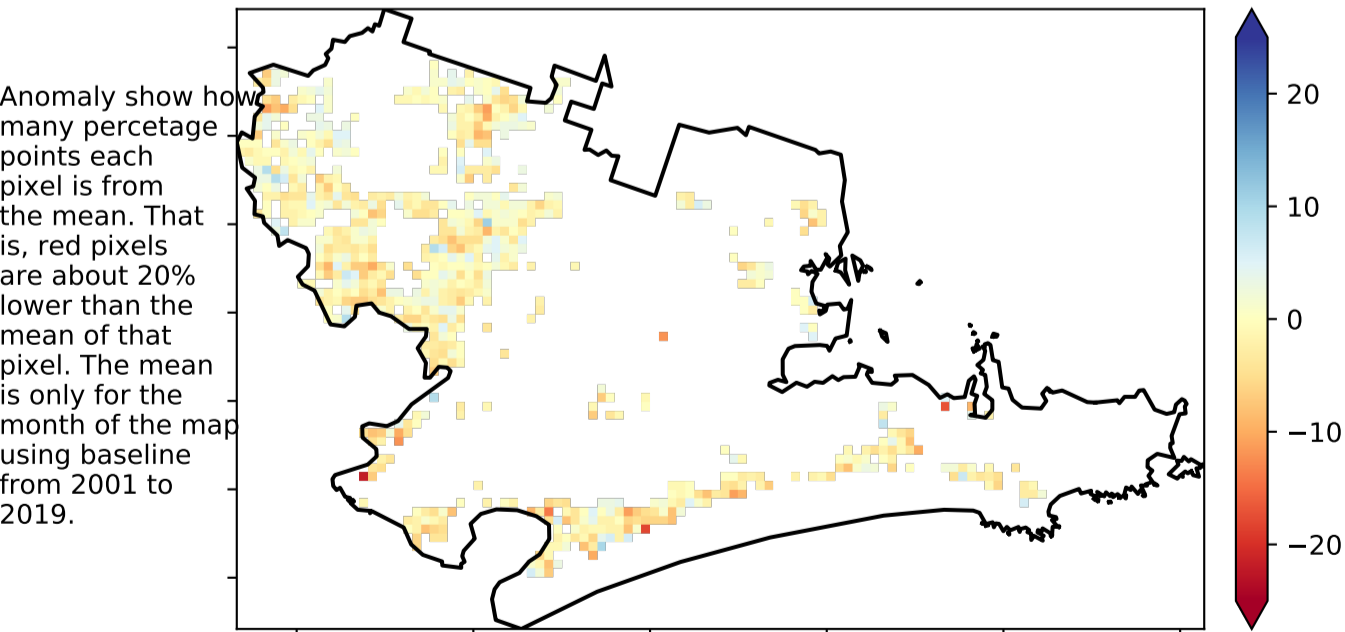 Anomaly show how
many percetage
points each
pixel is from
the mean. That
is, red pixels
are about 20%
lower than the
mean of that
pixel. The mean
is only for the
month of the map
using baseline
from 2001 to
2019.
20
10
0
−10
−20